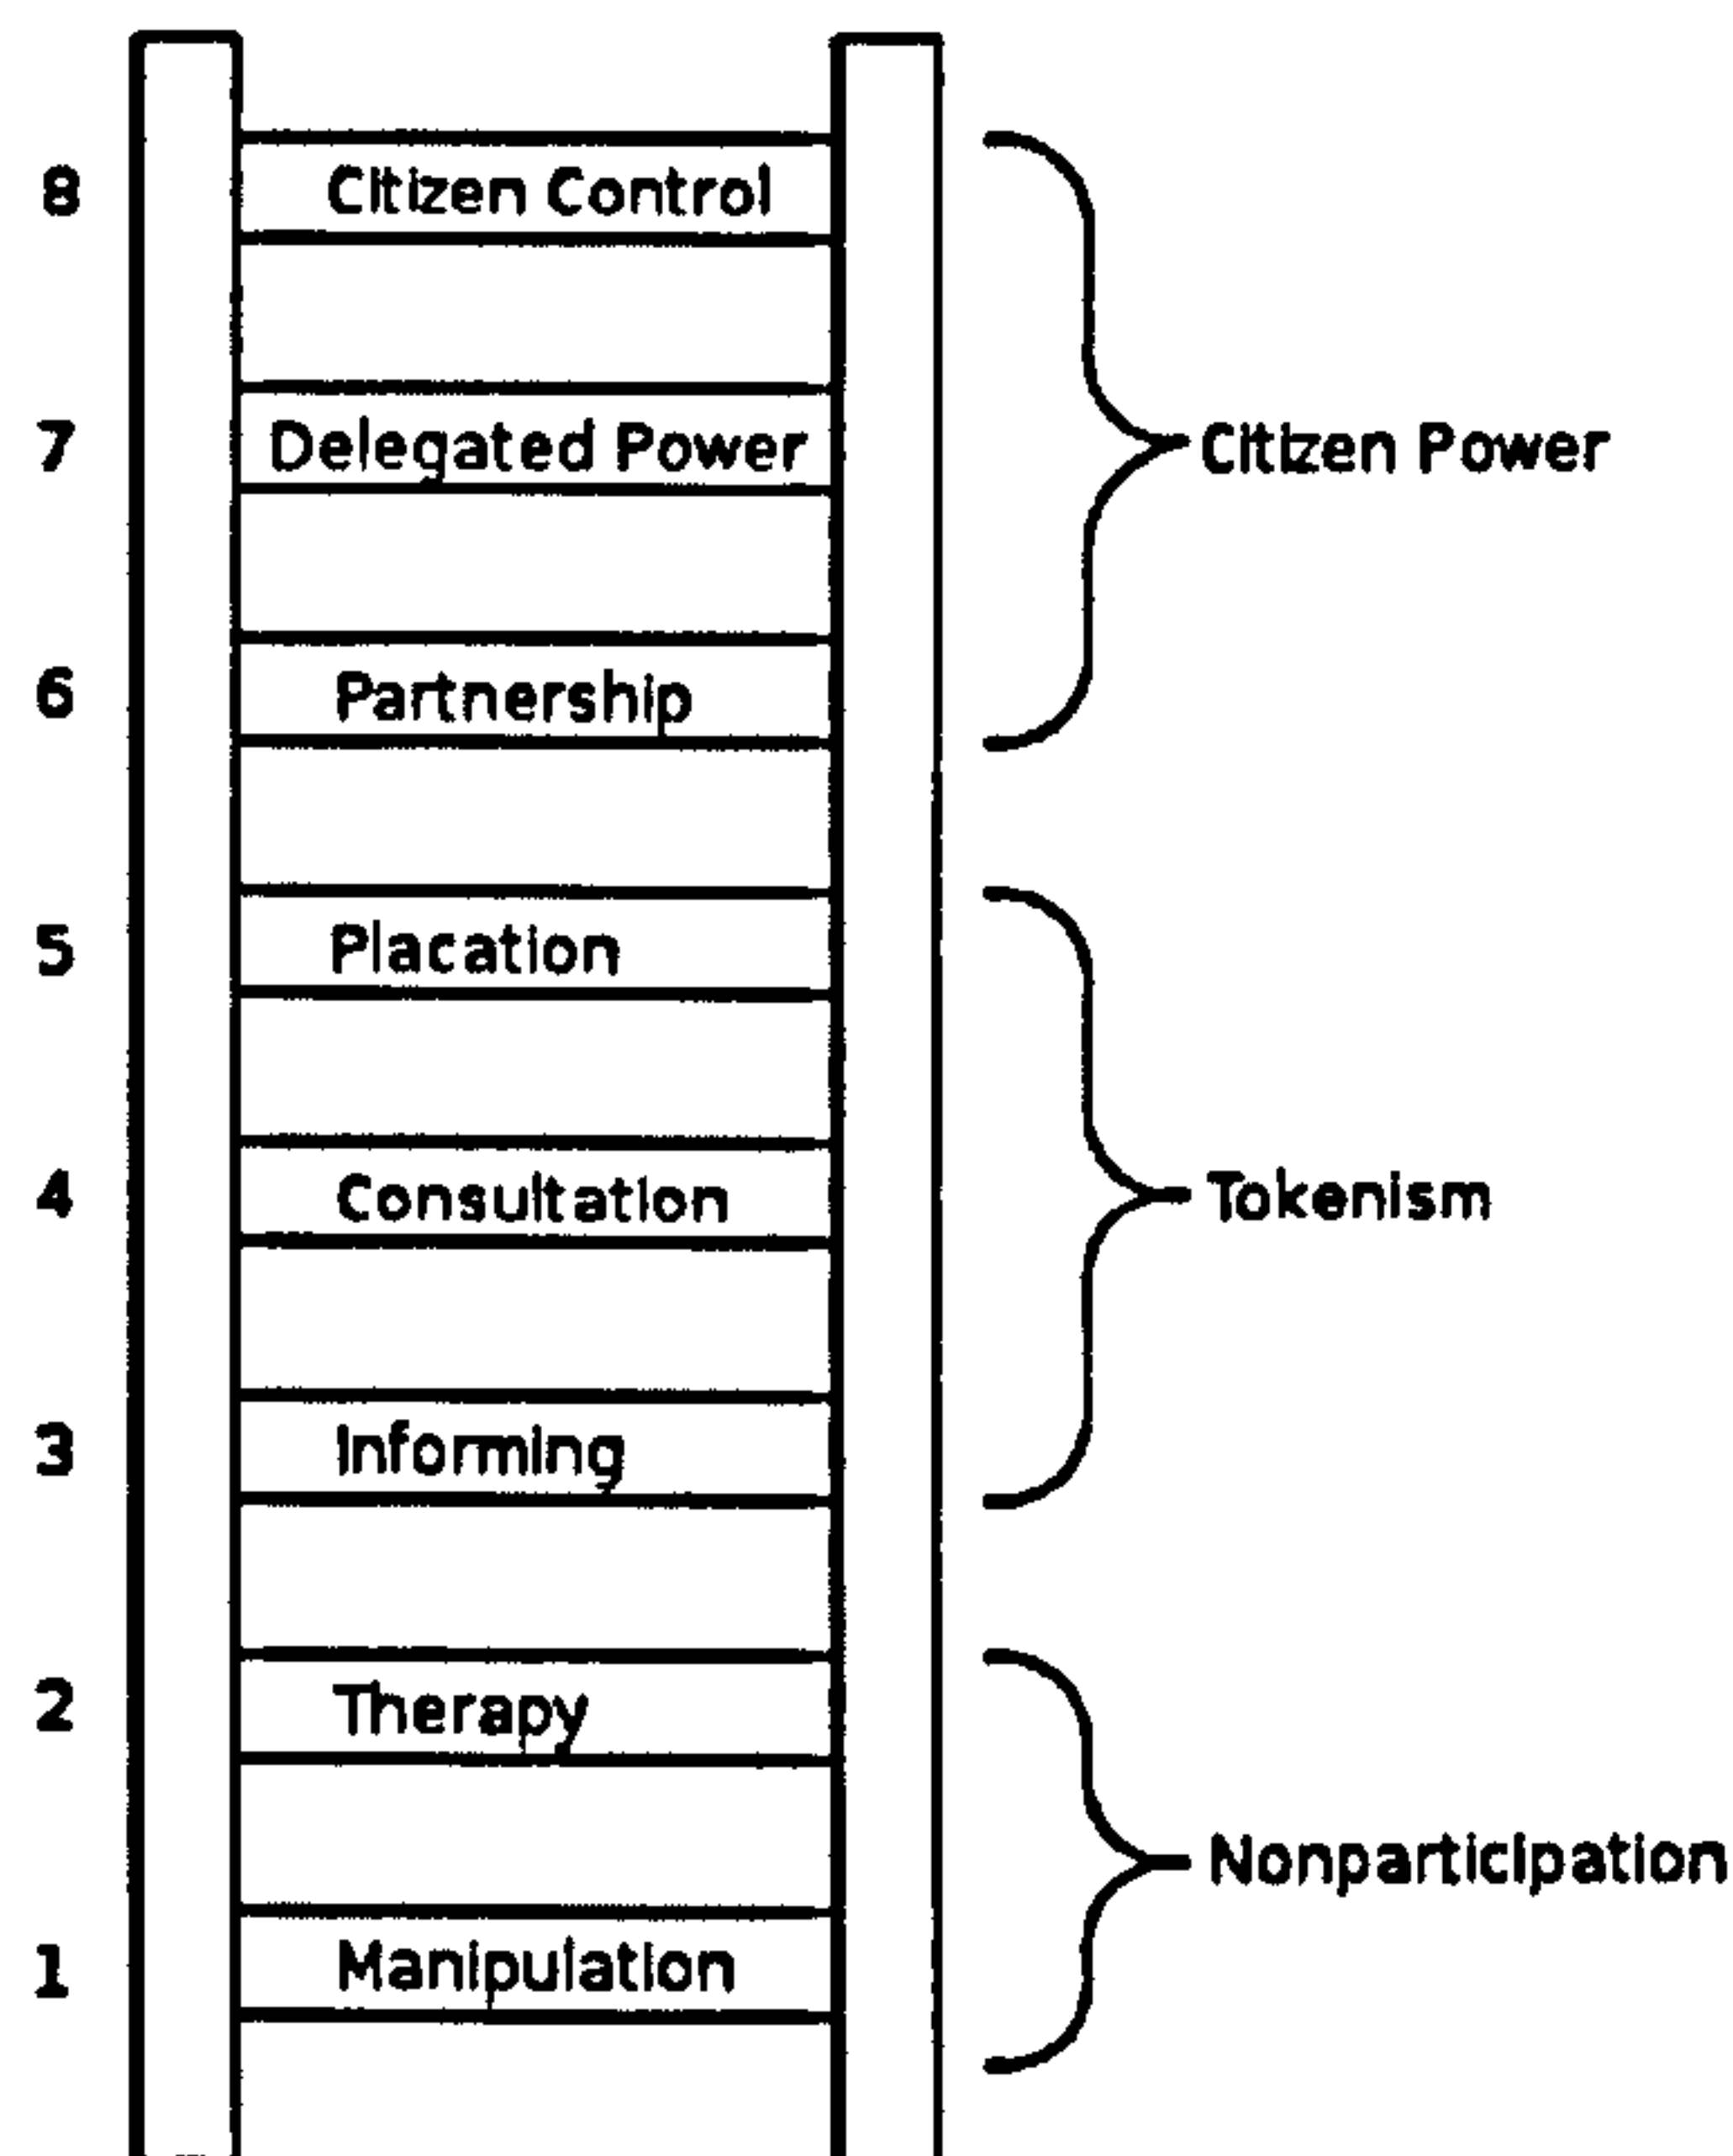 8 Citizen Control
7 Delegated Power
Citizen Power
6 Partnership
5 Placation
4 Consultation
Tokenism
3 Informing
2 Therapy
Nonparticipation
1 Manipulation